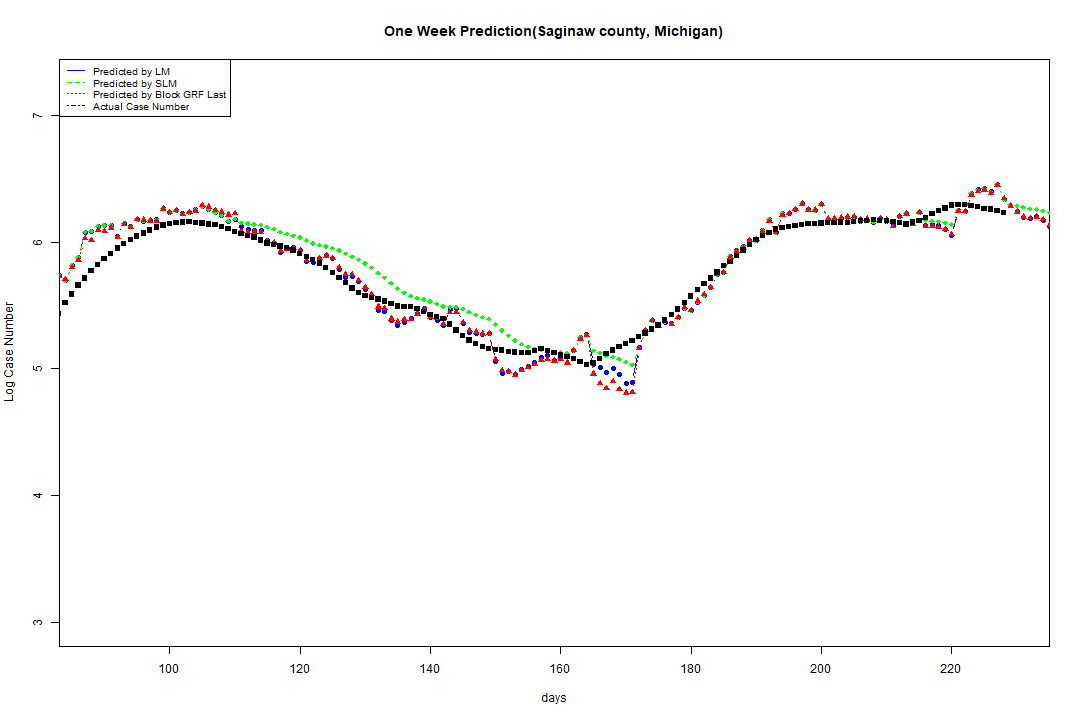 One Week Prediction(Saginaw county, Michigan)
Predicted by LM
Predicted by SLM
Predicted by Block GRF Last
Actual Case Number
7
6
5
4
3
Log Case Number
100 120 140 160 180 200 220
days